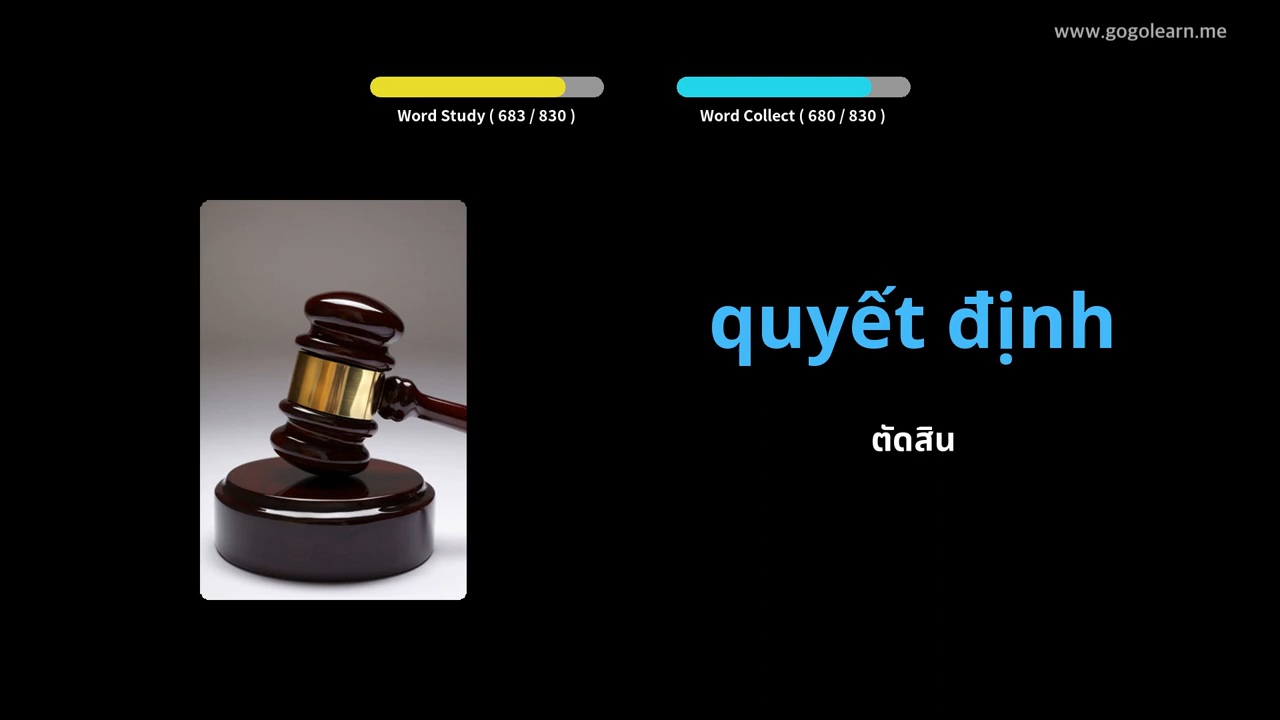 www.gogolearn.me
Word Study ( 683 / 830 )
Word Collect ( 680 / 830 )
quyết định
ตัดสิน